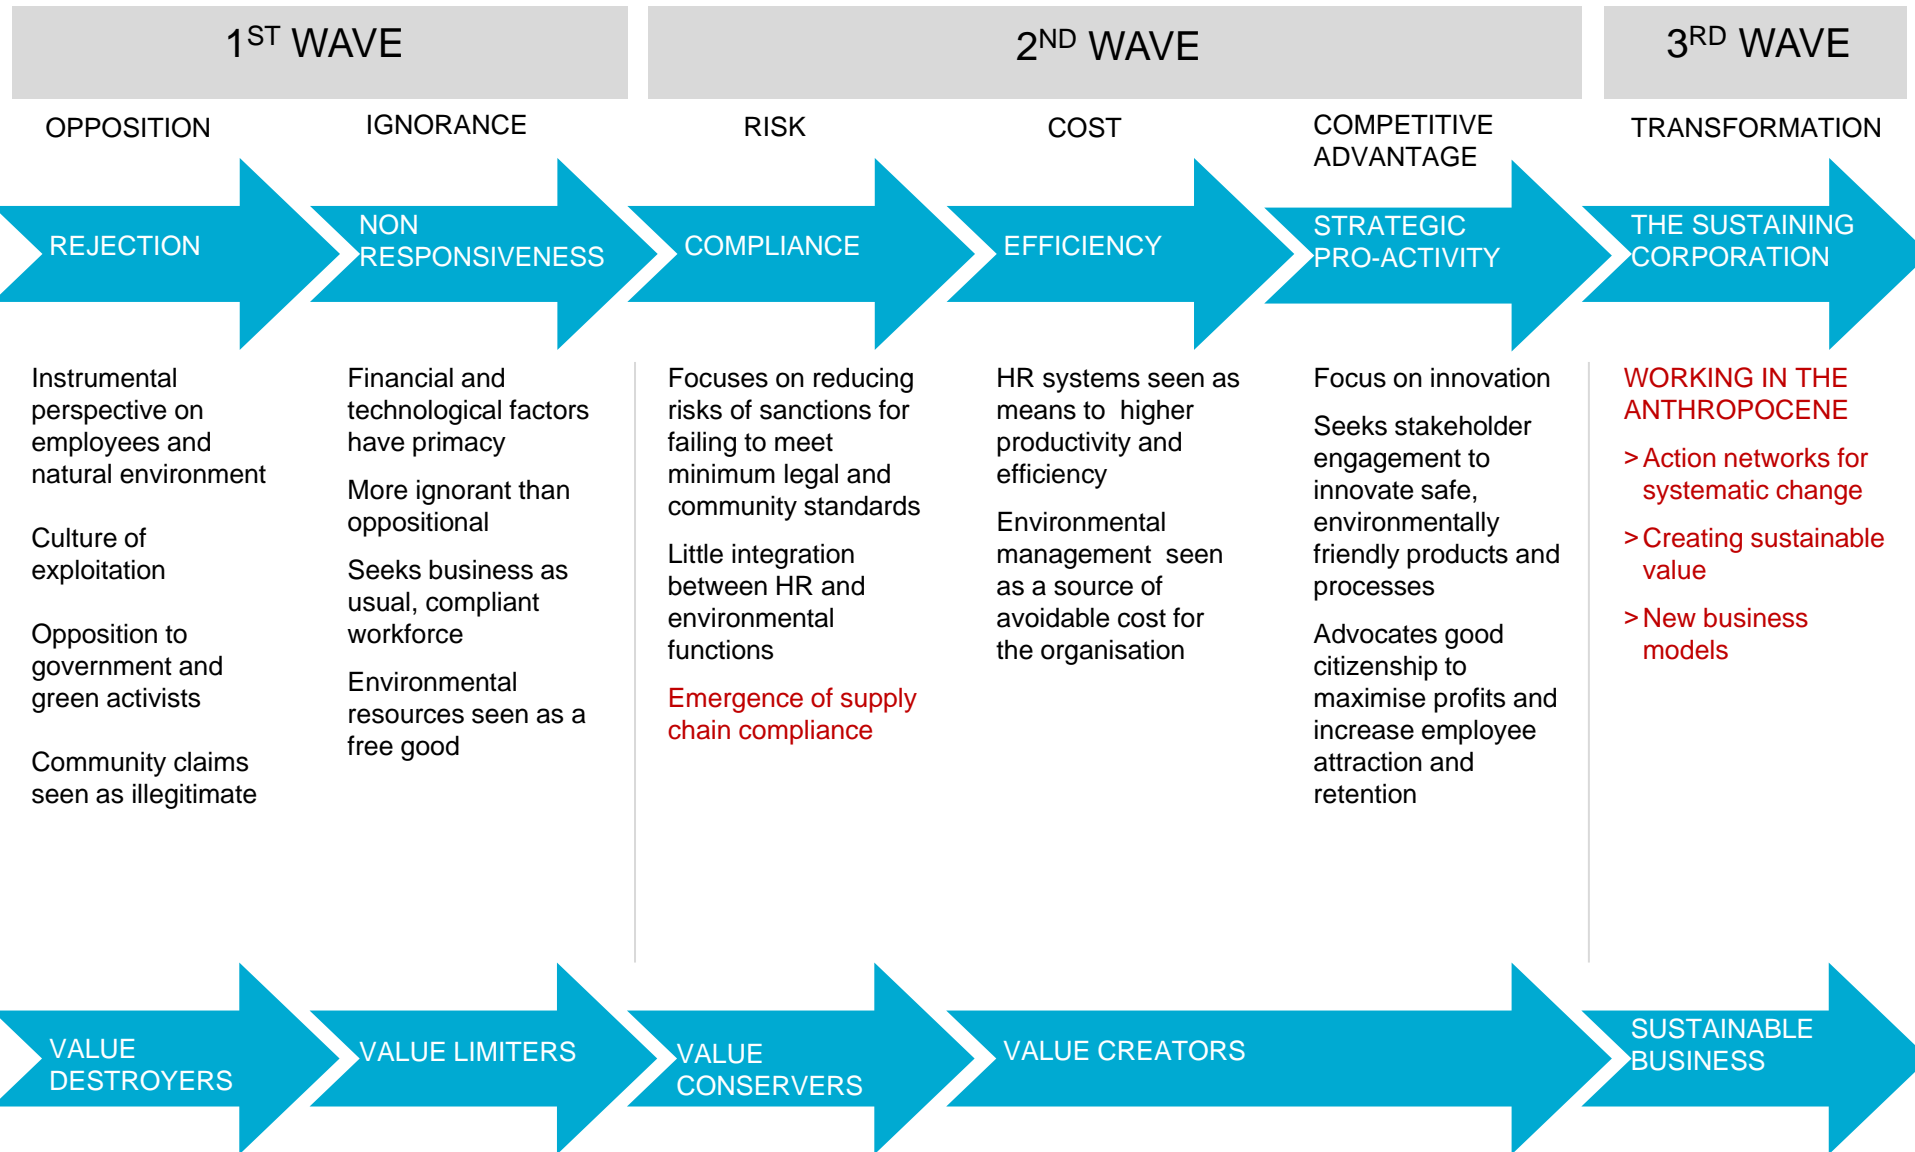 1ST WAVE
2ND WAVE
3RD WAVE
OPPOSITION
IGNORANCE
RISK
COST
COMPETITIVE
ADVANTAGE
TRANSFORMATION
REJECTION
NON
RESPONSIVENESS
COMPLIANCE
EFFICIENCY
STRATEGIC
PRO-ACTIVITY
THE SUSTAINING
CORPORATION
Instrumental
perspective on
employees and
natural environment
Culture of
exploitation
Opposition to
government and
green activists
Community claims
seen as illegitimate
Financial and
technological factors
have primacy
More ignorant than
oppositional
Seeks business as
usual, compliant
workforce
Environmental
resources seen as a
free good
Focuses on reducing
risks of sanctions for
failing to meet
minimum legal and
community standards
Little integration
between HR and
environmental
functions
Emergence of supply
chain compliance
HR systems seen as
means to higher
productivity and
efficiency
Environmental
management seen
as a source of
avoidable cost for
the organisation
Focus on innovation
Seeks stakeholder
engagement to
innovate safe,
environmentally
friendly products and
processes
Advocates good
citizenship to
maximise profits and
increase employee
attraction and
retention
WORKING IN THE
ANTHROPOCENE
> Action networks for
systematic change
> Creating sustainable
value
> New business
models
VALUE
DESTROYERS
VALUE LIMITERS
VALUE
CONSERVERS
VALUE CREATORS
SUSTAINABLE
BUSINESS